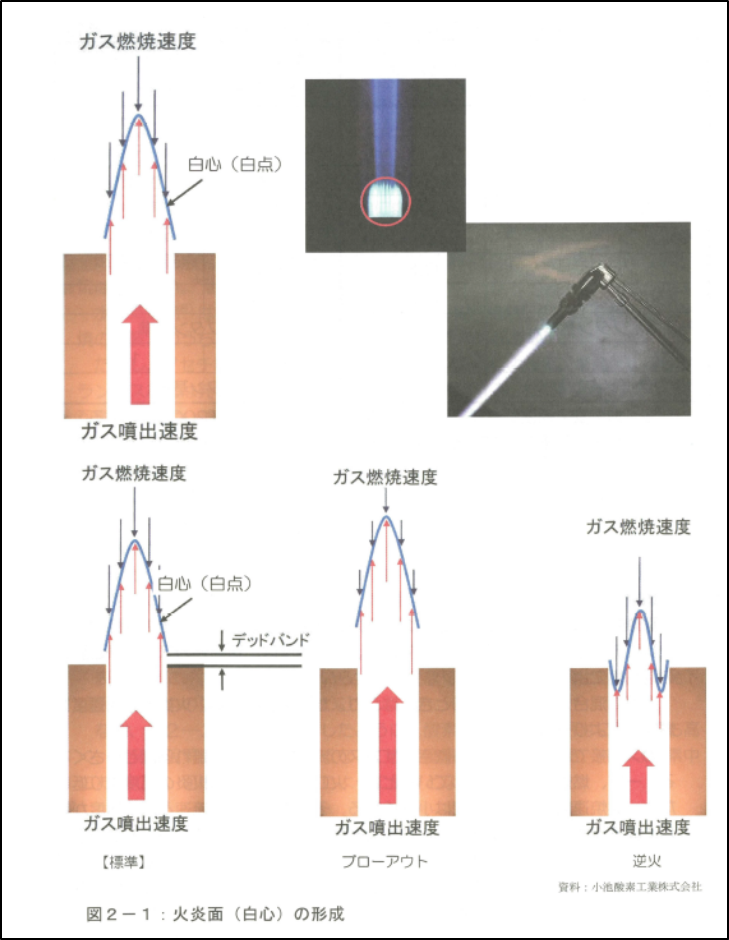 ガス燃焼速度
白心（白点）
ガス噴出速度
ガス燃焼速度
白心（白点）
デッドバンド
ガス噴出速度
【標準】
ガス燃焼速度
ガス噴出速度
ブローアウト
ガス燃焼速度
ガス噴出速度
逆火
資料：小池酸素工業株式会社
図２－１：火炎面（白心）の形成